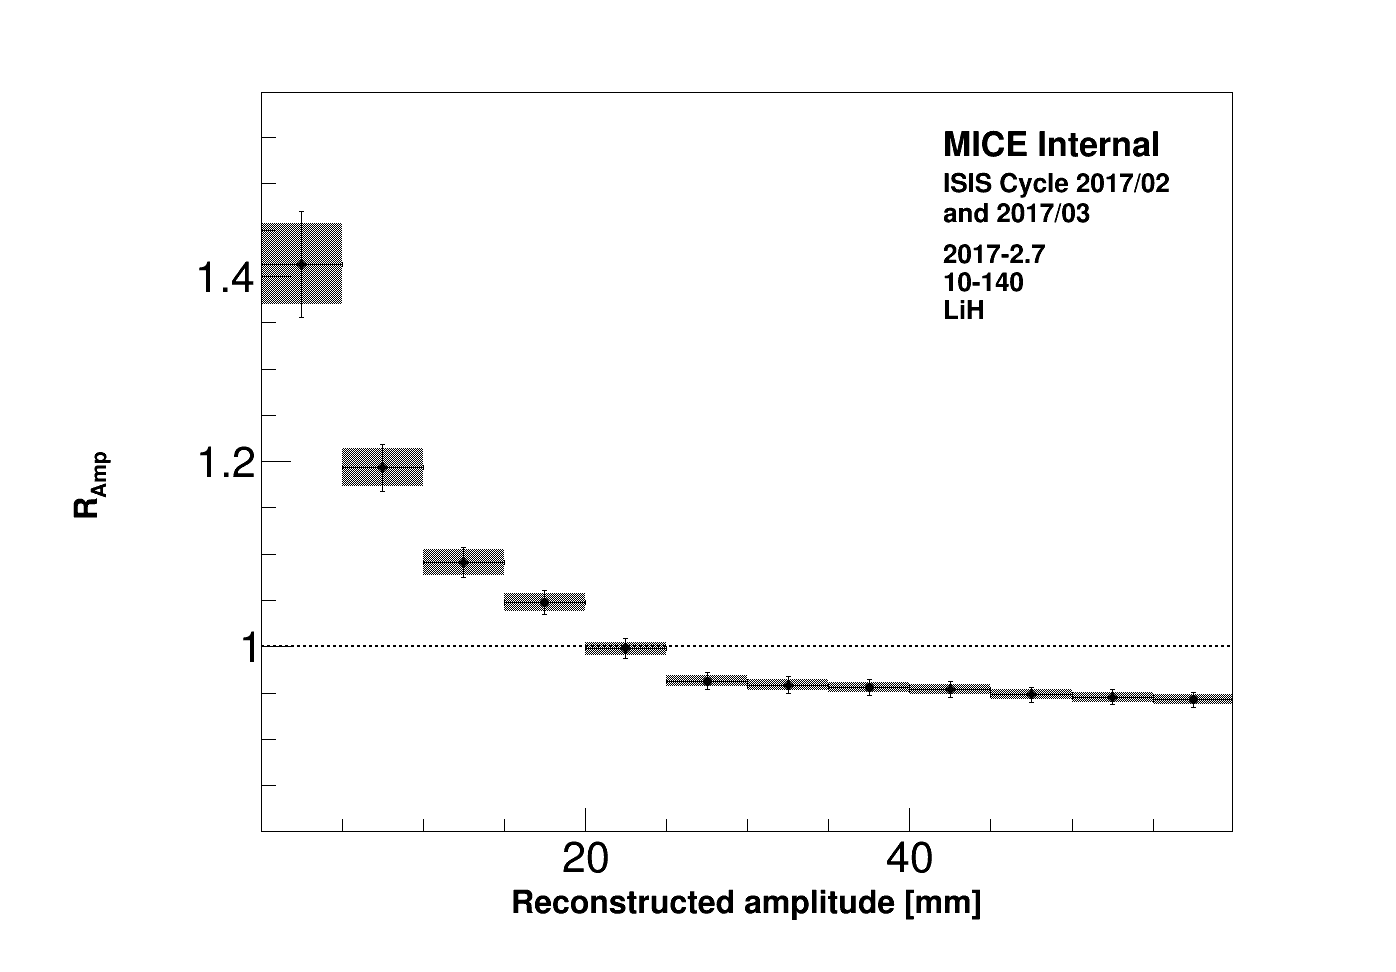 MICE Internal
ISIS Cycle 2017/02
and 2017/03
2017-2.7
10-140
LiH
1.4
1.2
1
R_Amp
20 40
Reconstructed amplitude [mm]